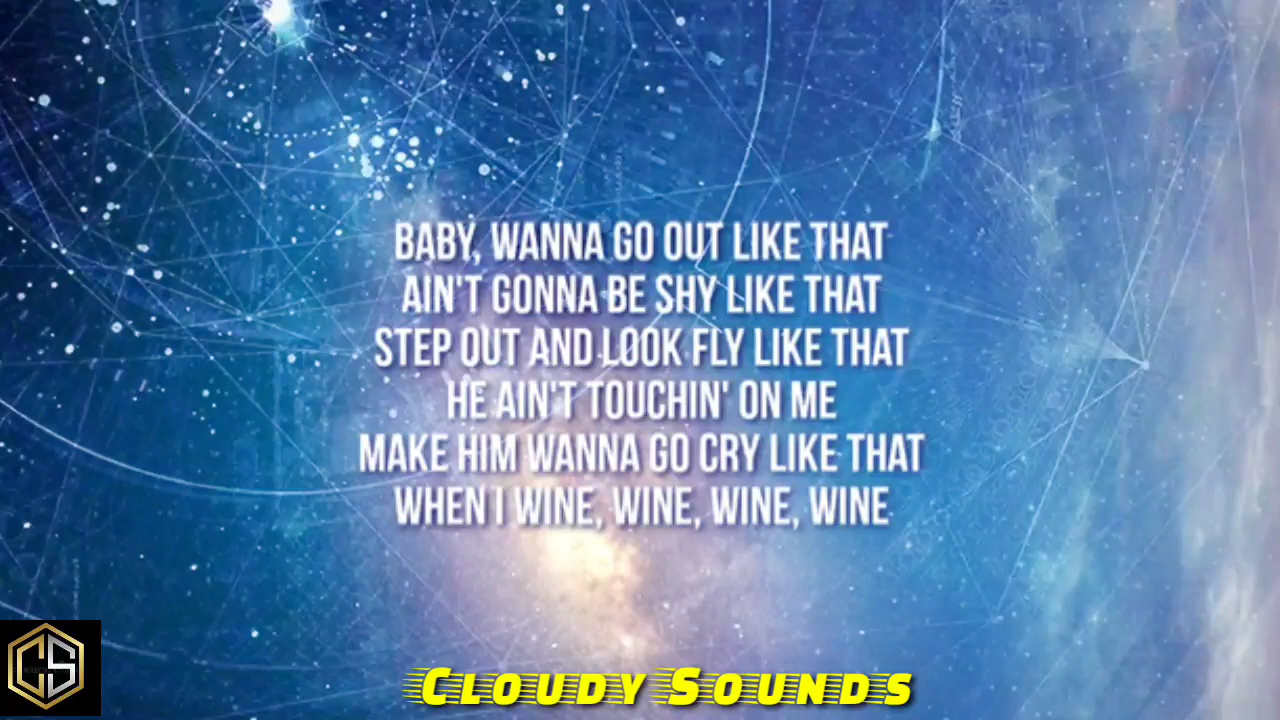 BABY, WANNA GO OUT LIKE THAT
AIN'T GONNA BE SHY LIKE THAT
STEP OUT AND LOOK FLY LIKE THAT
HE AIN'T TOUCHIN' ON ME
MAKE HIM WANNA GO CRY LIKE THAT
WHEN I WINE, WINE, WINE, WINE
CS
CLOUDY SOUNDS